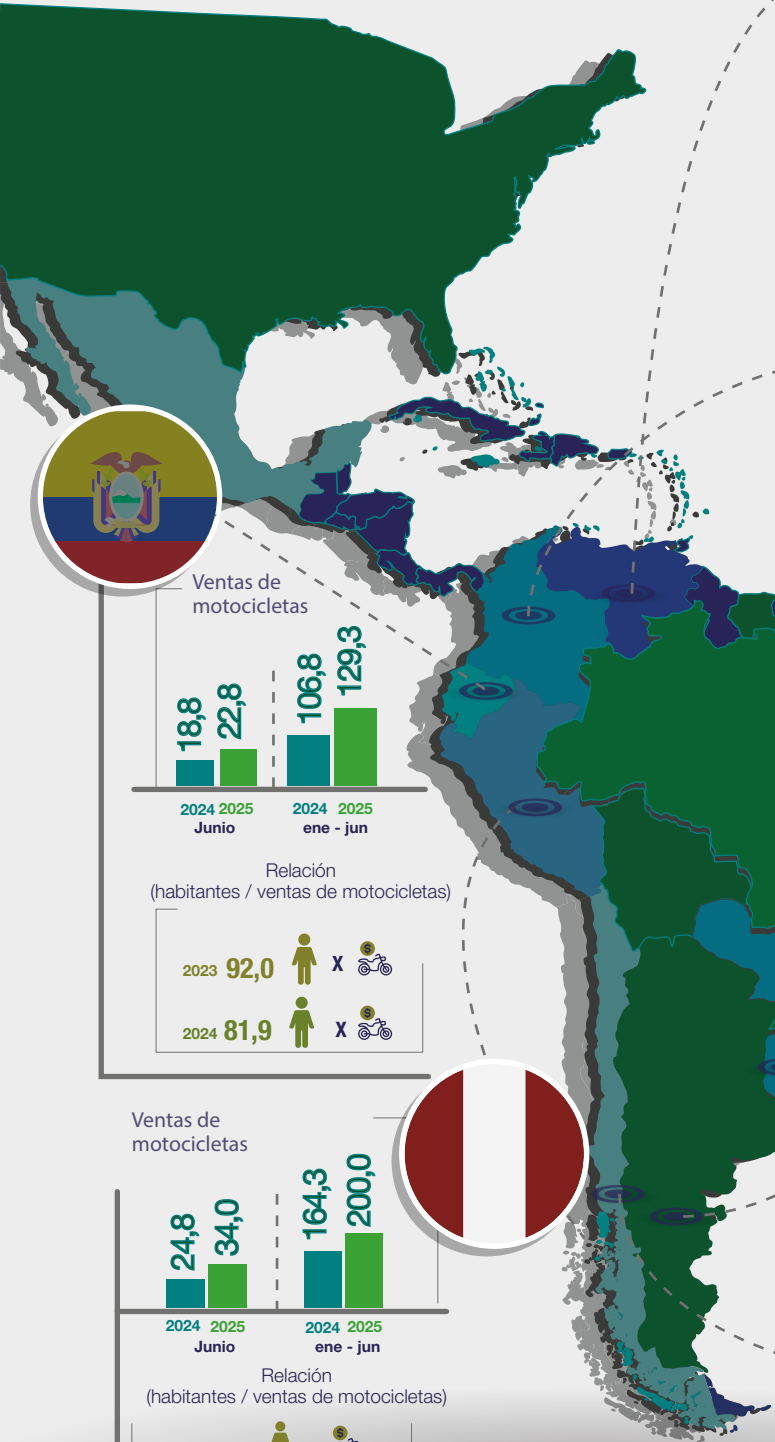 Ventas de
motocicletas
18,8 22,8 106,8 129,3
2024 2025 2024 2025
Junio ene - jun
Relación
(habitantes / ventas de motocicletas)
2023 92,0 X $
2024 81,9 X $
Ventas de
motocicletas
24,8 34,0 164,3 200,0
2024 2025 2024 2025
Junio ene - jun
Relación
(habitantes / ventas de motocicletas)
$